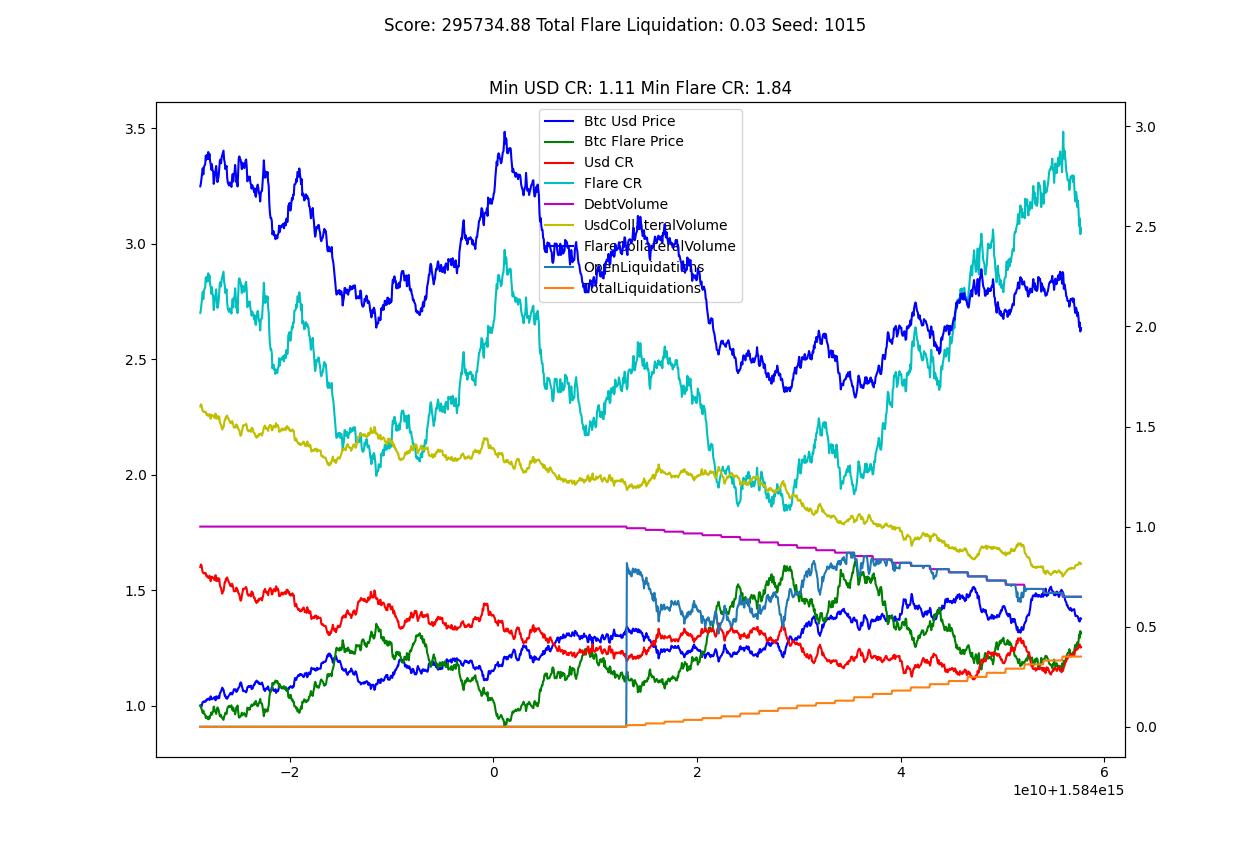 Score: 295734.88 Total Flare Liquidation: 0.03 Seed: 1015
Min USD CR: 1.11 Min Flare CR: 1.84
Btc Usd Price
Btc Flare Price
Usd CR
Flare CR
DebtVolume
UsdCollateralVolume
FlareCollateralVolume
OpenLiquidations
TotalLiquidations
3.5
3.0
2.5
2.0
1.5
1.0
3.0
2.5
2.0
1.5
1.0
0.5
0.0
−2
0
2
4
6
1e10+1.584e15